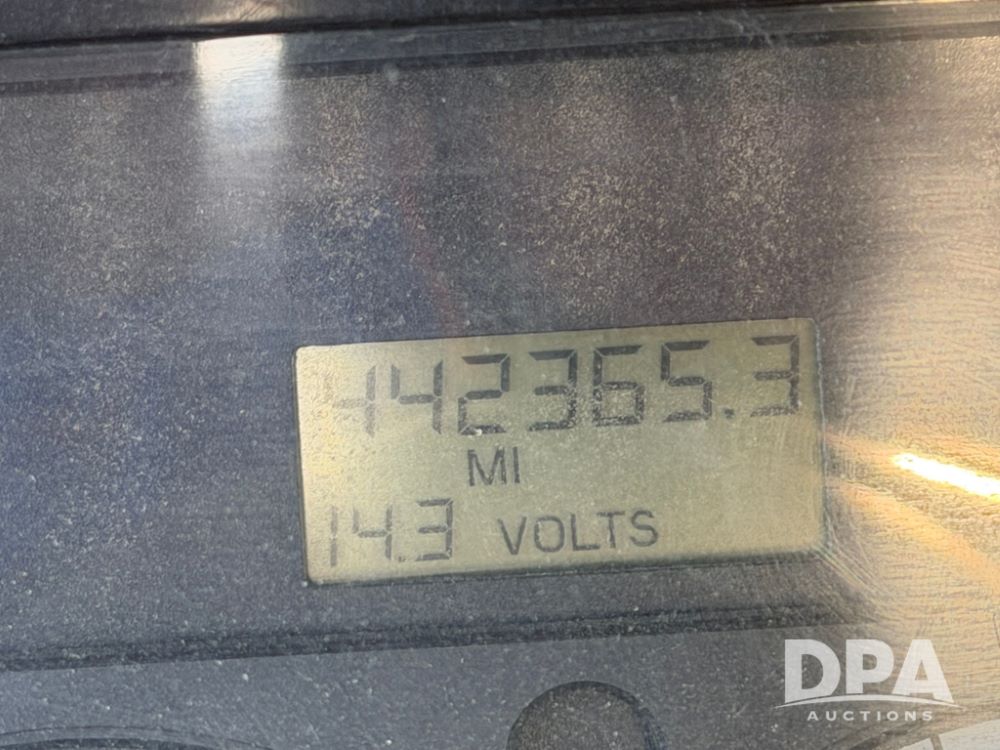 442365.3
MI
14.3 VOLTS
DPA
AUCTIONS